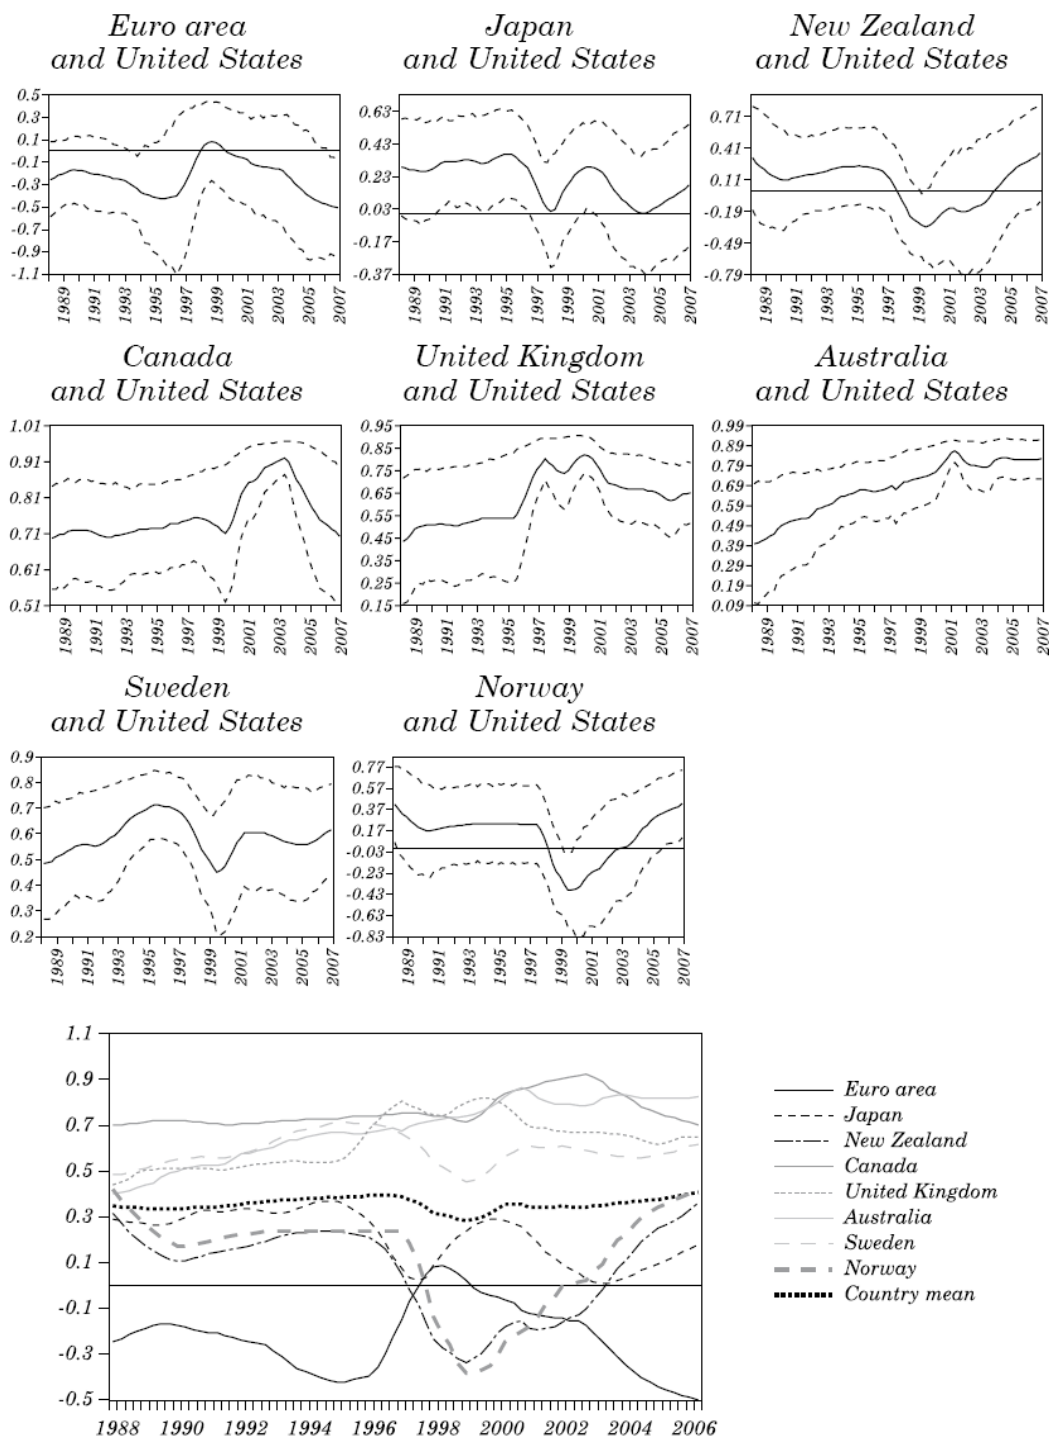 Euro area
and United States
Japan
and United States
New Zealand
and United States
0.5
0.3
0.1
-0.1
-0.3
-0.5
-0.7
-0.9
-1.1
1989 1991 1993 1995 1997 1999 2001 2003 2005 2007
0.63
0.43
0.23
0.03
-0.17
-0.37
1989 1991 1993 1995 1997 1999 2001 2003 2005 2007
0.71
0.41
0.11
-0.19
-0.49
-0.79
1989 1991 1993 1995 1997 1999 2001 2003 2005 2007
Canada
and United States
United Kingdom
and United States
Australia
and United States
1.01
0.91
0.81
0.71
0.61
0.51
1989 1991 1993 1995 1997 1999 2001 2003 2005 2007
0.95
0.85
0.75
0.65
0.55
0.45
0.35
0.25
0.15
1989 1991 1993 1995 1997 1999 2001 2003 2005 2007
0.99
0.89
0.79
0.69
0.59
0.49
0.39
0.29
0.19
0.09
1989 1991 1993 1995 1997 1999 2001 2003 2005 2007
Sweden
and United States
Norway
and United States
0.9
0.8
0.7
0.6
0.5
0.4
0.3
0.2
1989 1991 1993 1995 1997 1999 2001 2003 2005 2007
0.77
0.57
0.37
0.17
-0.03
-0.23
-0.43
-0.63
-0.83
1989 1991 1993 1995 1997 1999 2001 2003 2005 2007
1.1
0.9
0.7
0.5
0.3
0.1
-0.1
-0.3
-0.5
1988 1990 1992 1994 1996 1998 2000 2002 2004 2006
Euro area
Japan
New Zealand
Canada
United Kingdom
Australia
Sweden
Norway
Country mean